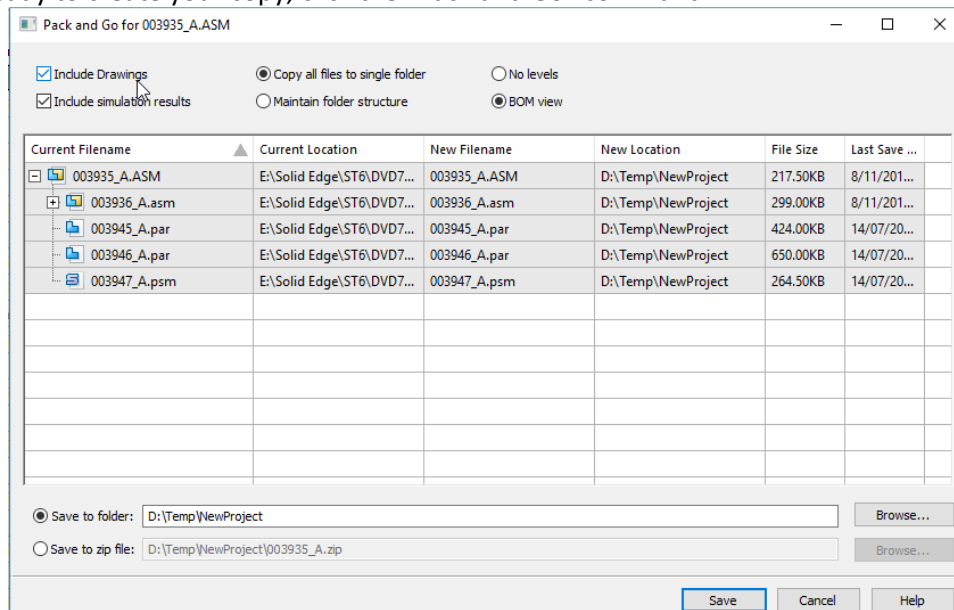 Pack and Go for 003935_A.ASM
Include Drawings Copy all files to single folder No levels
Include simulation results Maintain folder structure BOM view
Current Filename Current Location New Filename New Location File Size Last Save ...
003935_A.ASM E:\Solid Edge\ST6\DVD7... 003935_A.ASM D:\Temp\NewProject 217.50KB 8/11/201...
003936_A.asm E:\Solid Edge\ST6\DVD7... 003936_A.asm D:\Temp\NewProject 299.00KB 8/11/201...
003945_A.par E:\Solid Edge\ST6\DVD7... 003945_A.par D:\Temp\NewProject 424.00KB 14/07/20...
003946_A.par E:\Solid Edge\ST6\DVD7... 003946_A.par D:\Temp\NewProject 650.00KB 14/07/20...
003947_A.psm E:\Solid Edge\ST6\DVD7... 003947_A.psm D:\Temp\NewProject 264.50KB 14/07/20...
Save to folder: D:\Temp\NewProject Browse...
Save to zip file: D:\Temp\NewProject\003935_A.zip Browse...
Save Cancel Help